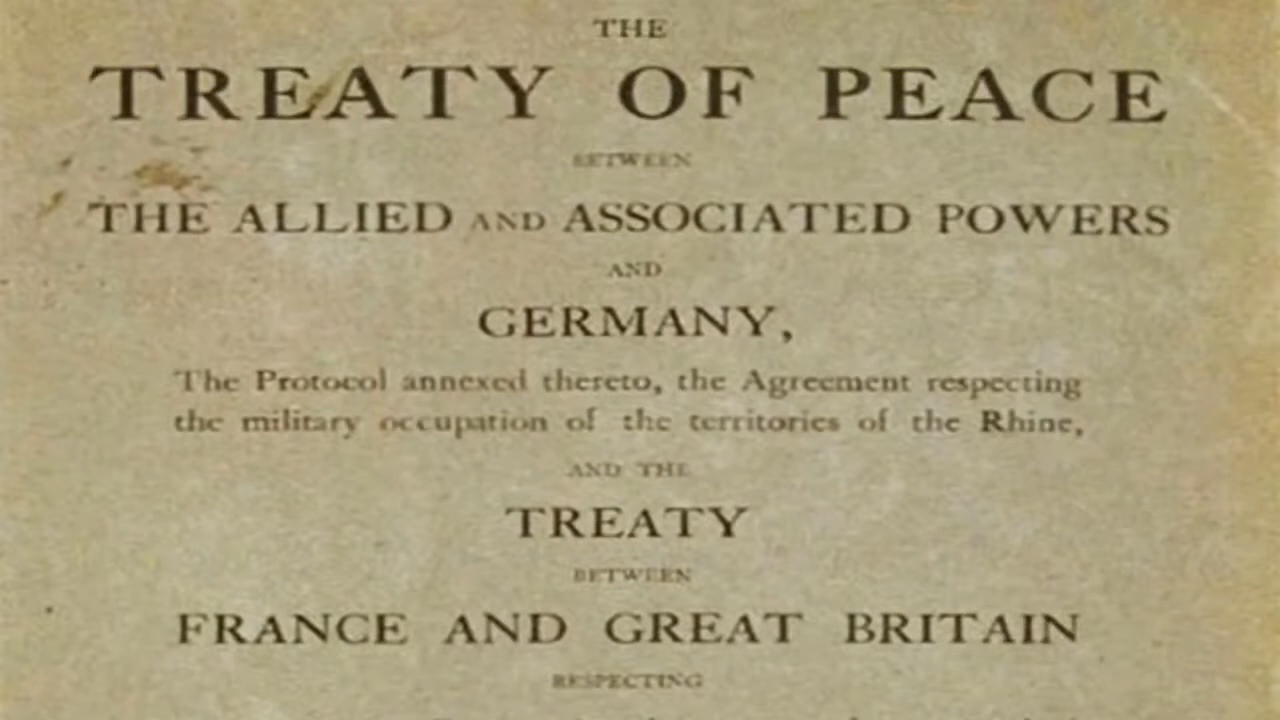 THE
TREATY OF PEACE
BETWEEN
THE ALLIED AND ASSOCIATED POWERS
AND
GERMANY,
The Protocol annexed thereto, the Agreement respecting
the military occupation of the territories of the Rhine,
AND THE
TREATY
BETWEEN
FRANCE AND GREAT BRITAIN
RESPECTING